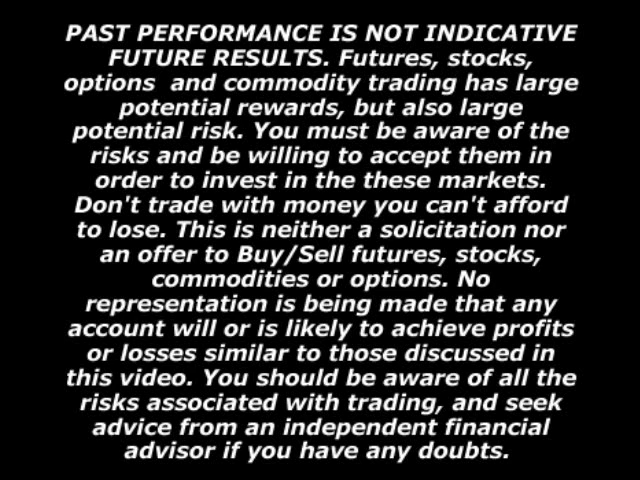 PAST PERFORMANCE IS NOT INDICATIVE
FUTURE RESULTS. Futures, stocks,
options  and commodity trading has large
potential rewards, but also large
potential risk. You must be aware of the
risks and be willing to accept them in
order to invest in the these markets.
Don't trade with money you can't afford
to lose. This is neither a solicitation nor
an offer to Buy/Sell futures, stocks,
commodities or options. No
representation is being made that any
account will or is likely to achieve profits
or losses similar to those discussed in
this video. You should be aware of all the
risks associated with trading, and seek
advice from an independent financial
advisor if you have any doubts.